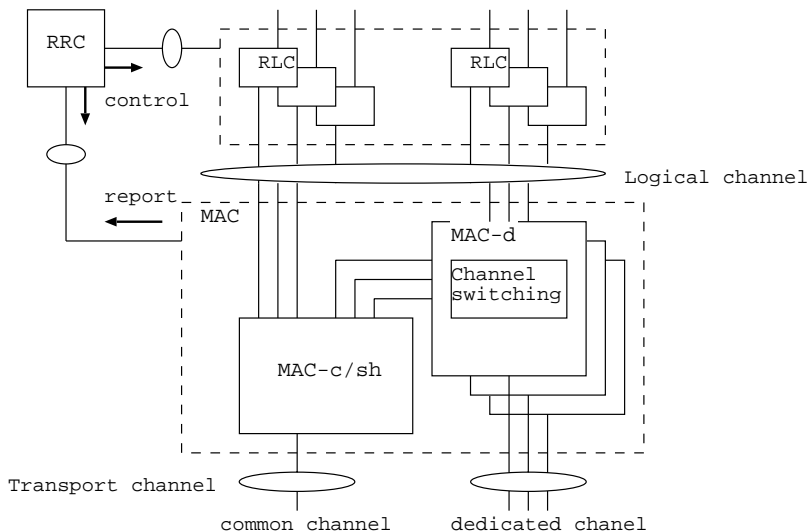 RRC
RLC
RLC
control
Logical channel
report
MAC
MAC-d
Channel
switching
MAC-c/sh
Transport channel
common channel
dedicated chanel